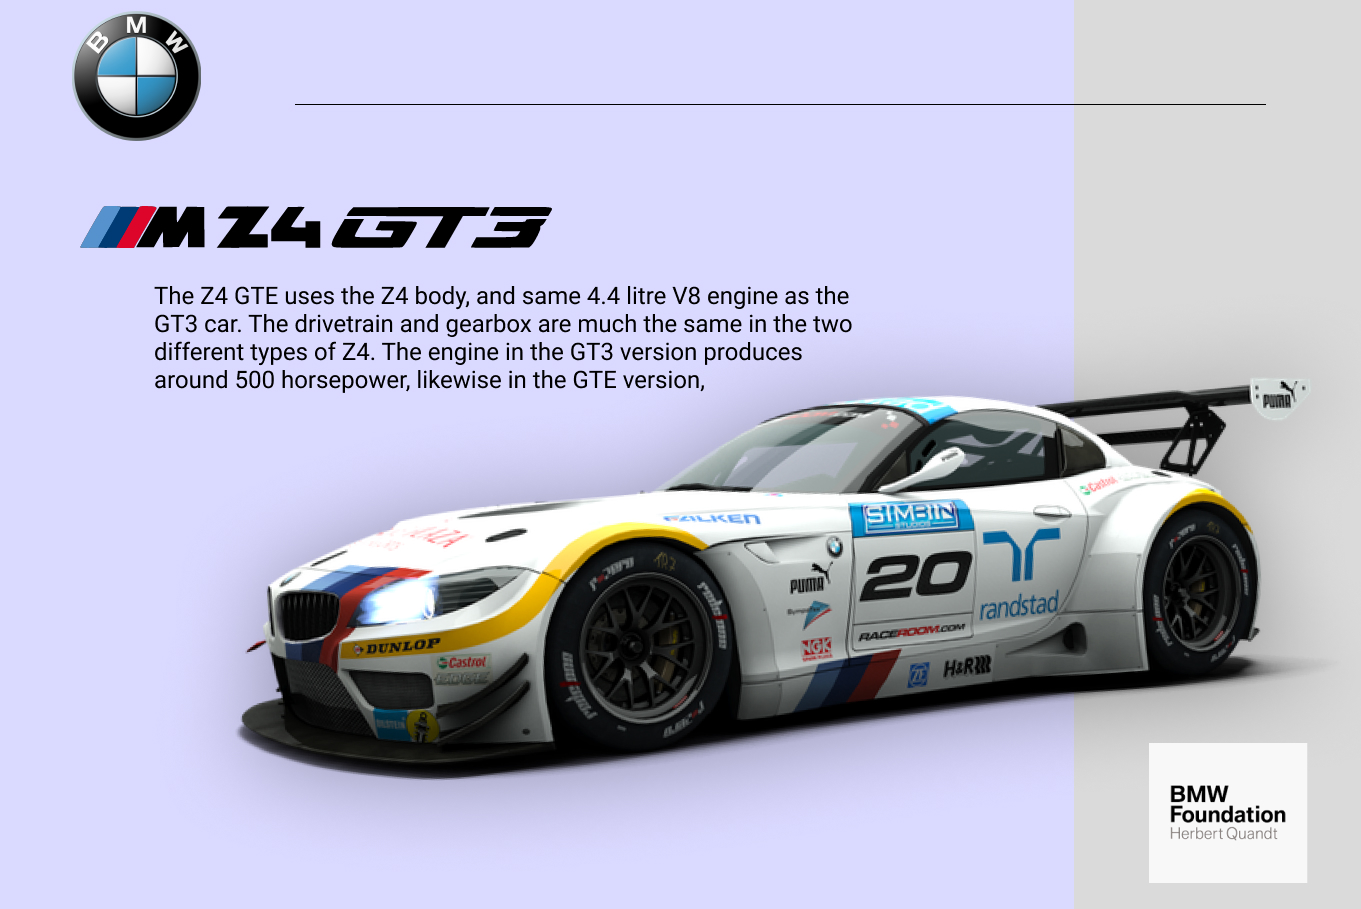 BMW
M Z4 GT3
The Z4 GTE uses the Z4 body, and same 4.4 litre V8 engine as the
GT3 car. The drivetrain and gearbox are much the same in the two
different types of Z4. The engine in the GT3 version produces
around 500 horsepower, likewise in the GTE version,
PUMA
PUMA
Castrol
FALKEN
SIMBIN
STUDIOS
20
randstad
RACEROOM.COM
PUMA
NGK
ZF
H&R
DUNLOP
Castrol
BMW
Foundation
Herbert Quandt